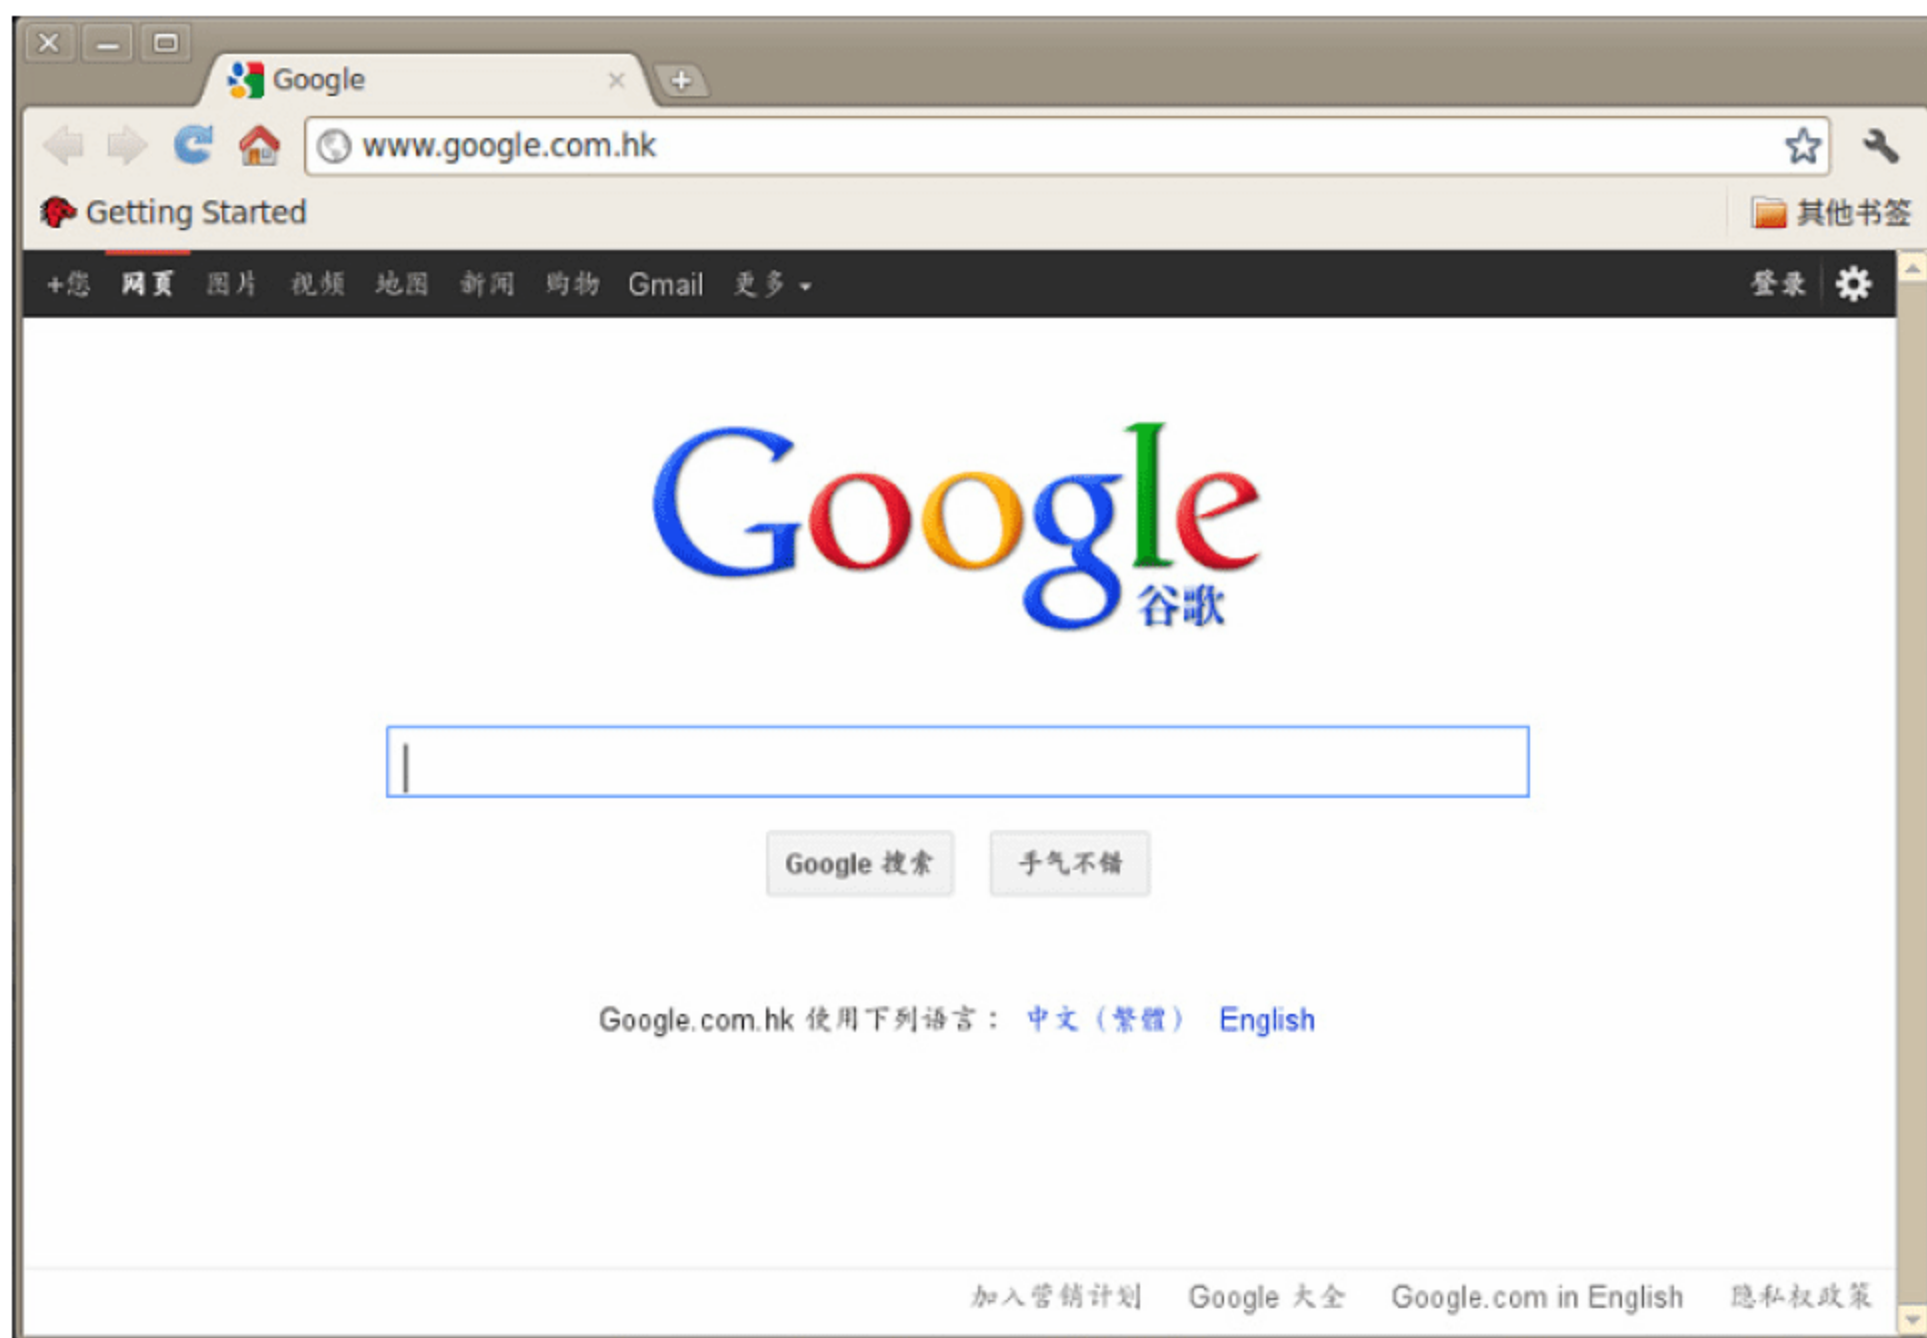 Google
www.google.com.hk
Getting Started 其他书签
+您 网页 图片 视频 地图 新闻 购物 Gmail 更多 登录
Google
谷歌
Google 搜索 手气不错
Google.com.hk 使用下列语言： 中文（繁體） English
加入营销计划 Google 大全 Google.com in English 隐私权政策